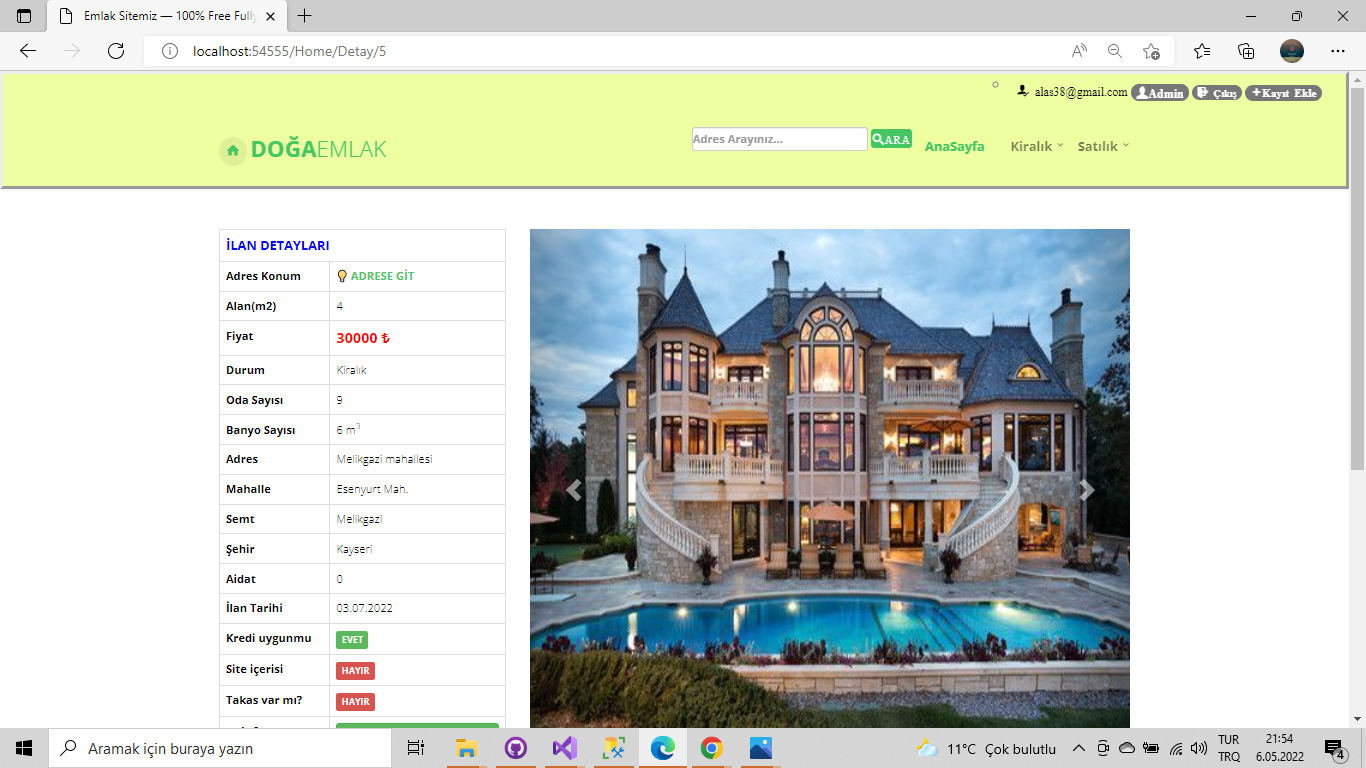 Emlak Sitemiz — 100% Free Fully
localhost:54555/Home/Detay/5
alas38@gmail.com Admin Çıkış +Kayıt Ekle
DOĞAEMLAK
Adres Arayınız... ARA AnaSayfa Kiralık Satılık
İLAN DETAYLARI
Adres Konum ADRESE GİT
Alan(m2) 4
Fiyat 30000 ₺
Durum Kiralık
Oda Sayısı 9
Banyo Sayısı 6 m³
Adres Melikgazi mahallesi
Mahalle Esenyurt Mah.
Semt Melikgazi
Şehir Kayseri
Aidat 0
İlan Tarihi 03.07.2022
Kredi uygunmu EVET
Site içerisi HAYIR
Takas var mı? HAYIR
Aramak için buraya yazın
11°C Çok bulutlu
TUR 21:54
TRQ 6.05.2022
4